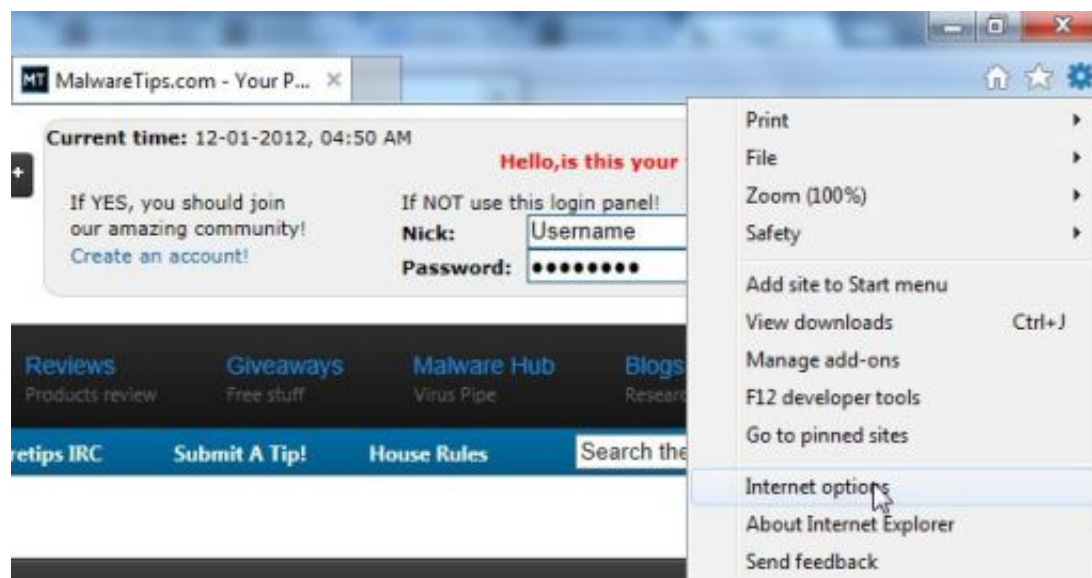 MT MalwareTips.com - Your P...
Current time: 12-01-2012, 04:50 AM
Hello,is this your
If YES, you should join
our amazing community!
Create an account!
If NOT use this login panel!
Nick: Username
Password: ●●●●●●●●
Reviews
Products review
Giveaways
Free stuff
Malware Hub
Virus Pipe
Blogs
Researc
retips IRC
Submit A Tip!
House Rules
Search the
Print
File
Zoom (100%)
Safety
Add site to Start menu
View downloads Ctrl+J
Manage add-ons
F12 developer tools
Go to pinned sites
Internet options
About Internet Explorer
Send feedback